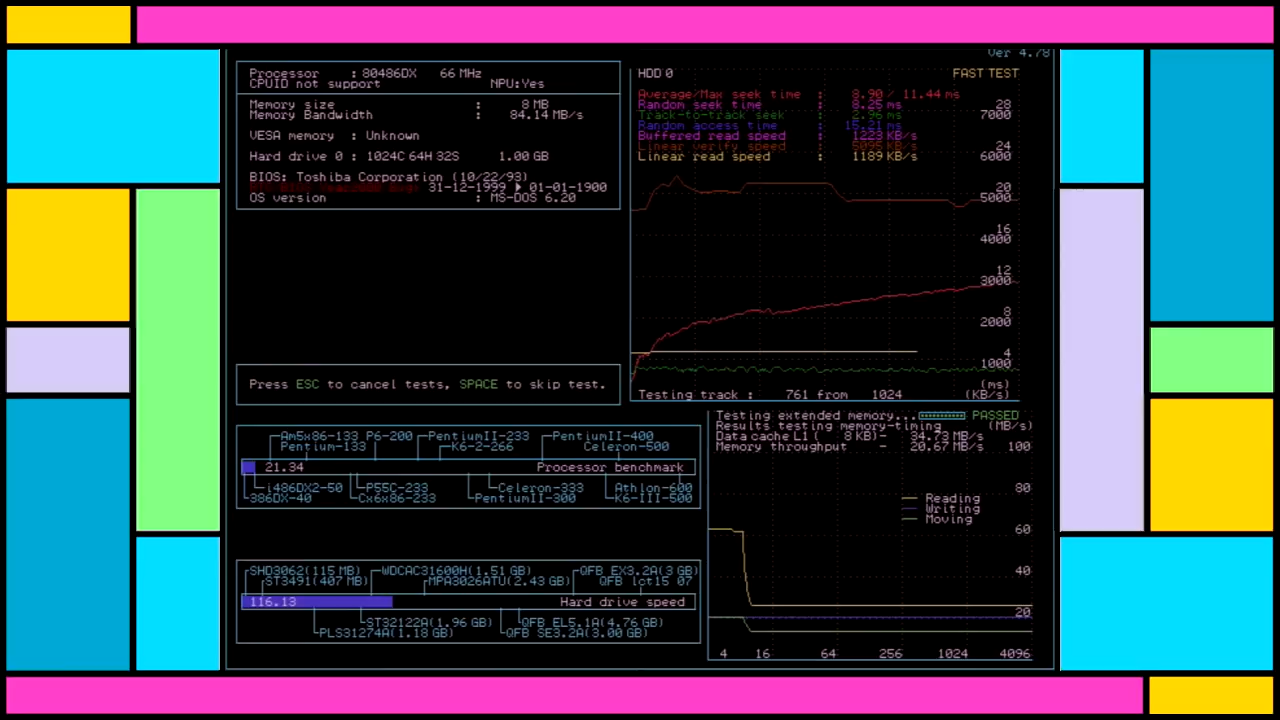 Ver 4.78
Processor : 80486DX 66 MHz
CPUID not support NPU:Yes
Memory size : 8 MB
Memory Bandwidth : 84.14 MB/s
VESA memory : Unknown
Hard drive 0 : 1024C 64H 32S 1.00 GB
BIOS: Toshiba Corporation (10/22/93)
31-12-1999 ▶ 01-01-1900
OS version : MS-DOS 6.20
Press ESC to cancel tests, SPACE to skip test.
HDD 0 FAST TEST
Average/Max seek time : 8.90 / 11.44 ms
Random seek time : 8.25 ms
Track-to-track seek : 2.96 ms
Random access time : 15.21 ms
Buffered read speed : 1223 KB/s
Linear verify speed : 5095 KB/s
Linear read speed : 1189 KB/s
28
7000
24
6000
20
5000
16
4000
12
3000
8
2000
4
1000
(ms)
Testing track : 761 from 1024 (KB/s)
Am5x86-133 P6-200 PentiumII-233 PentiumII-400
Pentium-133 K6-2-266 Celeron-500
21.34 Processor benchmark
i486DX2-50 P55C-233 Celeron-333 Athlon-600
386DX-40 Cx6x86-233 PentiumII-300 K6-III-500
SHD3062(115 MB) WDCAC31600H(1.51 GB) QFB EX3.2A(3 GB)
ST3491(407 MB) MPA3026ATU(2.43 GB) QFB lct15 07
116.13 Hard drive speed
ST32122A(1.96 GB) QFB EL5.1A(4.76 GB)
PLS31274A(1.18 GB) QFB SE3.2A(3.00 GB)
Testing extended memory... PASSED
Results testing memory-timing (MB/s)
Data cache L1 ( 8 KB)- 34.73 MB/s 100
Memory throughput - 20.67 MB/s
80
Reading
Writing
Moving
60
40
20
4 16 64 256 1024 4096